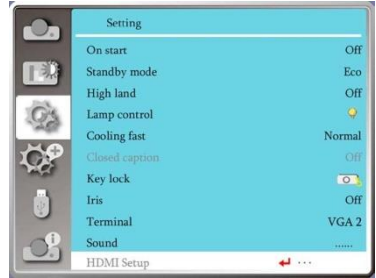 Setting
On start Off
Standby mode Eco
High land Off
Lamp control
Cooling fast Normal
Closed caption Off
Key lock
Iris Off
Terminal VGA 2
Sound ......
HDMI Setup ...